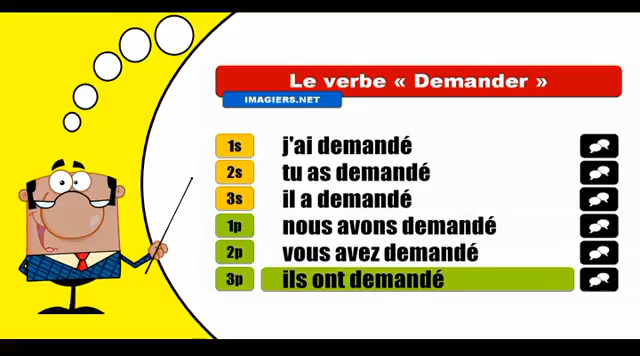 Le verbe « Demander »
IMAGIERS.NET
1s j'ai demandé
2s tu as demandé
3s il a demandé
1p nous avons demandé
2p vous avez demandé
3p ils ont demandé